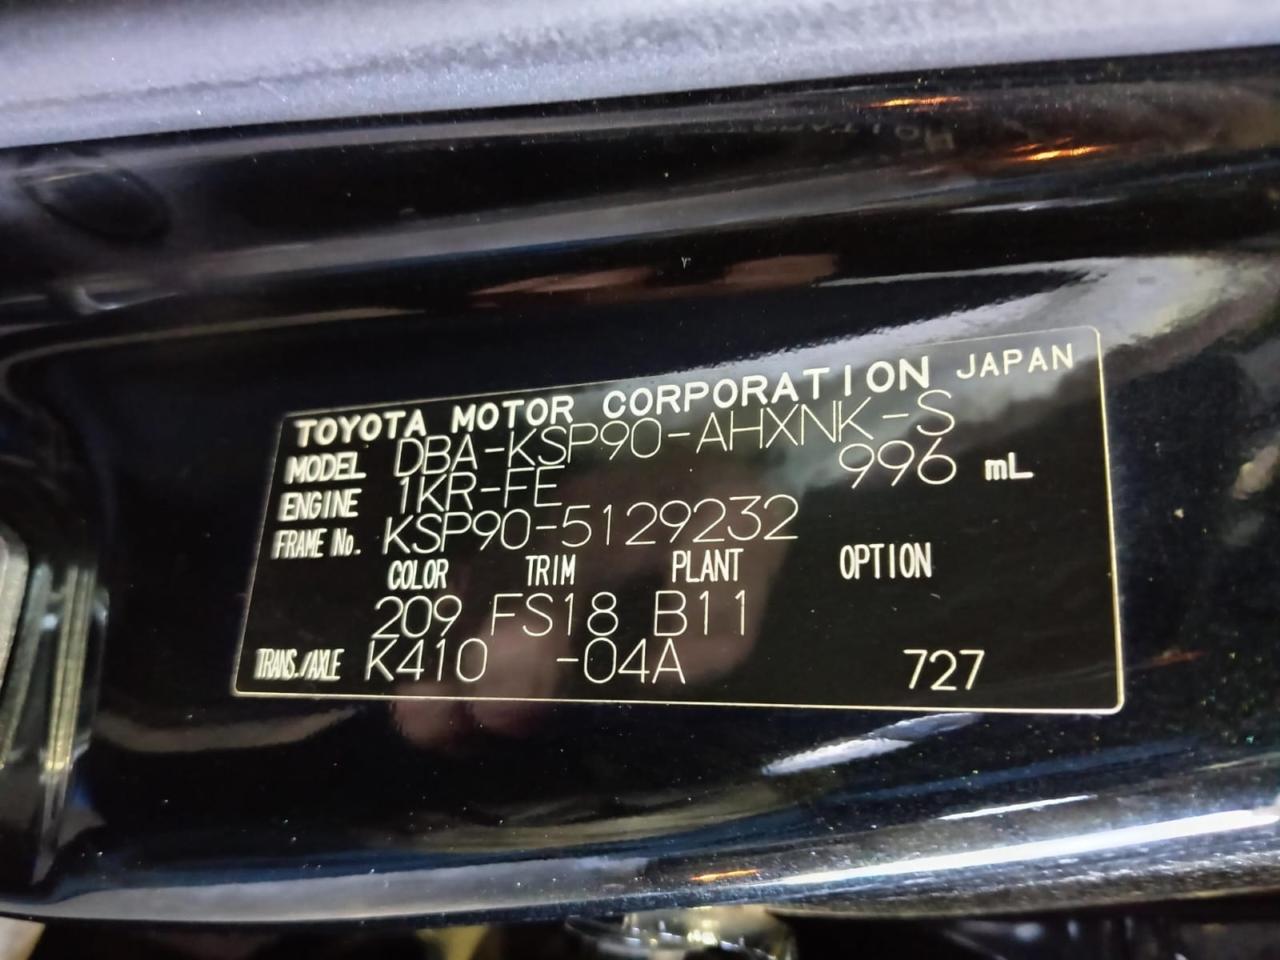 TOYOTA MOTOR CORPORATION JAPAN
MODEL DBA-KSP90-AHXNK-S
ENGINE 1KR-FE 996 mL
FRAME No. KSP90-5129232
COLOR TRIM PLANT OPTION
209 FS18 B11
TRANS./AXLE K410 -04A 727